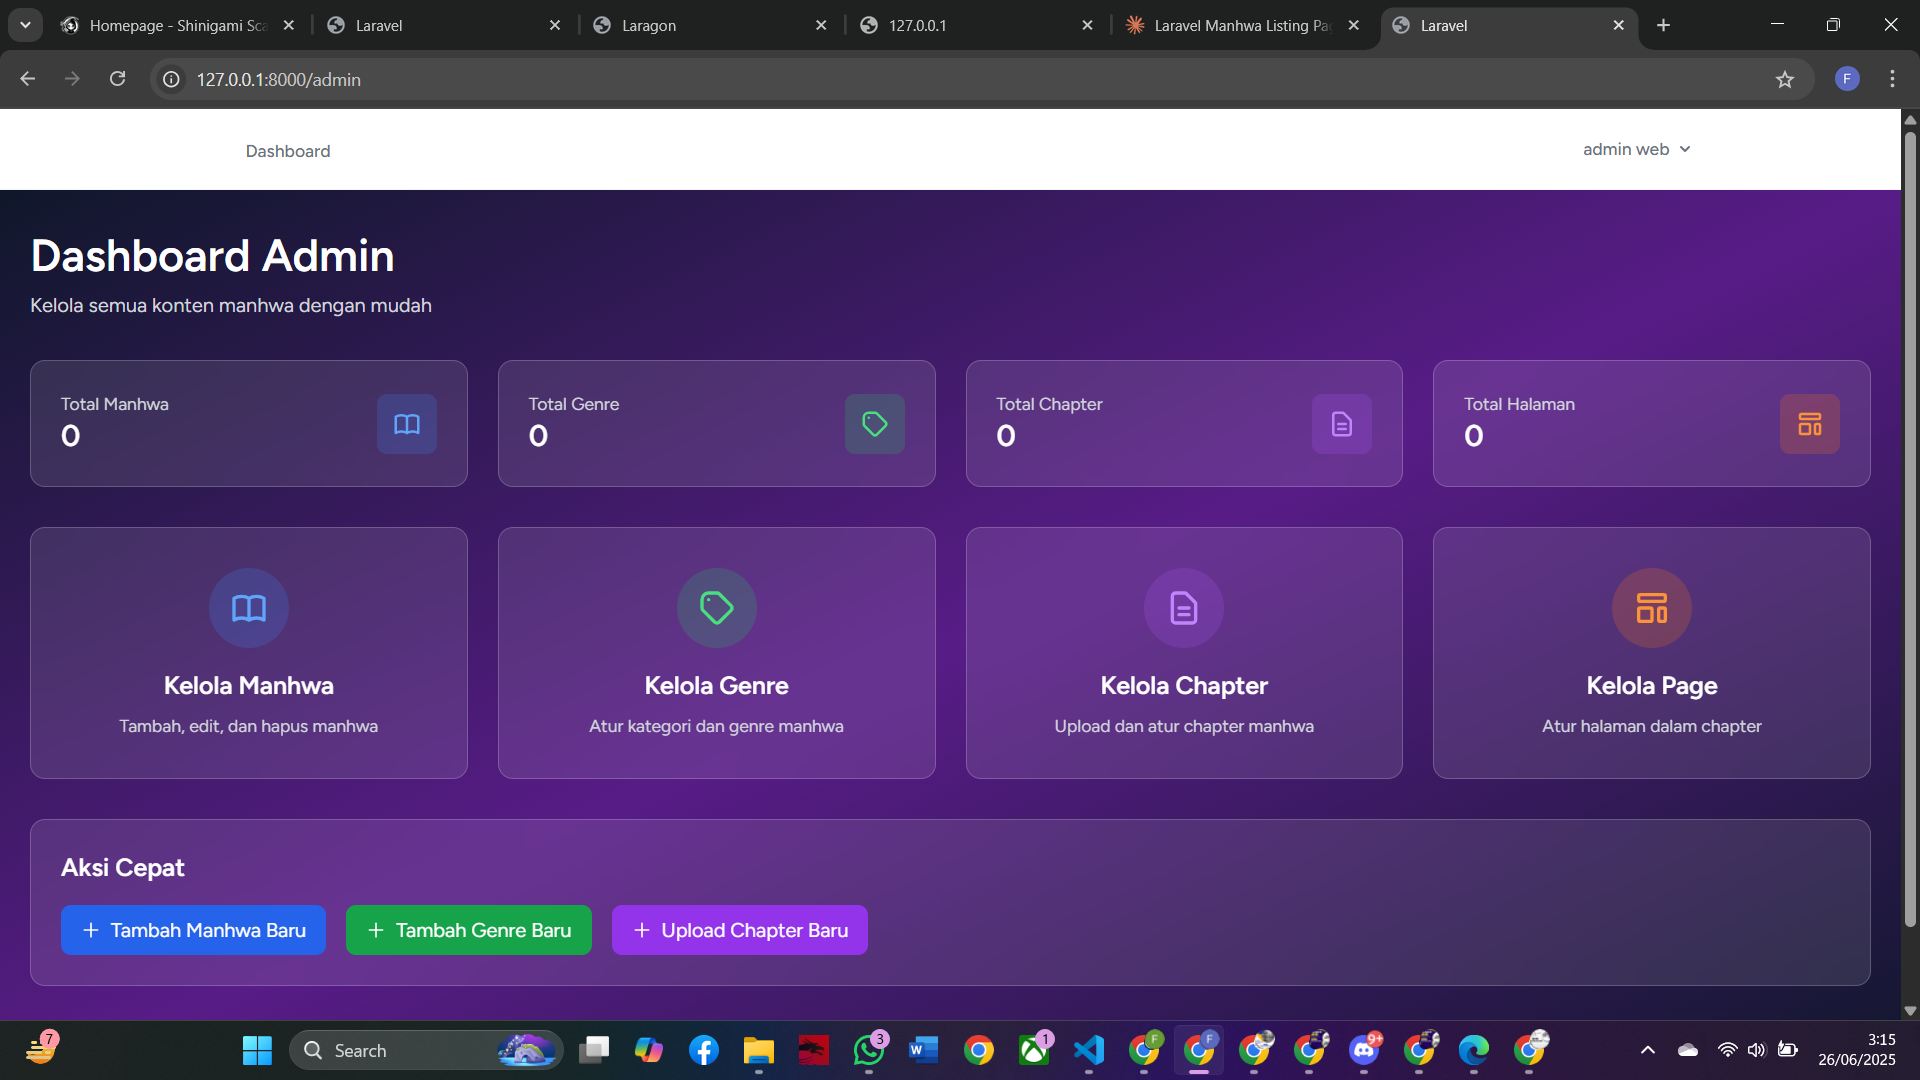 Homepage - Shinigami Sca
Laravel
Laragon
127.0.0.1
Laravel Manhwa Listing Pag
Laravel
127.0.0.1:8000/admin
F
Dashboard
admin web
Dashboard Admin
Kelola semua konten manhwa dengan mudah
Total Manhwa
0
Total Genre
0
Total Chapter
0
Total Halaman
0
Kelola Manhwa
Tambah, edit, dan hapus manhwa
Kelola Genre
Atur kategori dan genre manhwa
Kelola Chapter
Upload dan atur chapter manhwa
Kelola Page
Atur halaman dalam chapter
Aksi Cepat
+ Tambah Manhwa Baru
+ Tambah Genre Baru
+ Upload Chapter Baru
7
Search
3
W
1
F
F
9+
3:15
26/06/2025